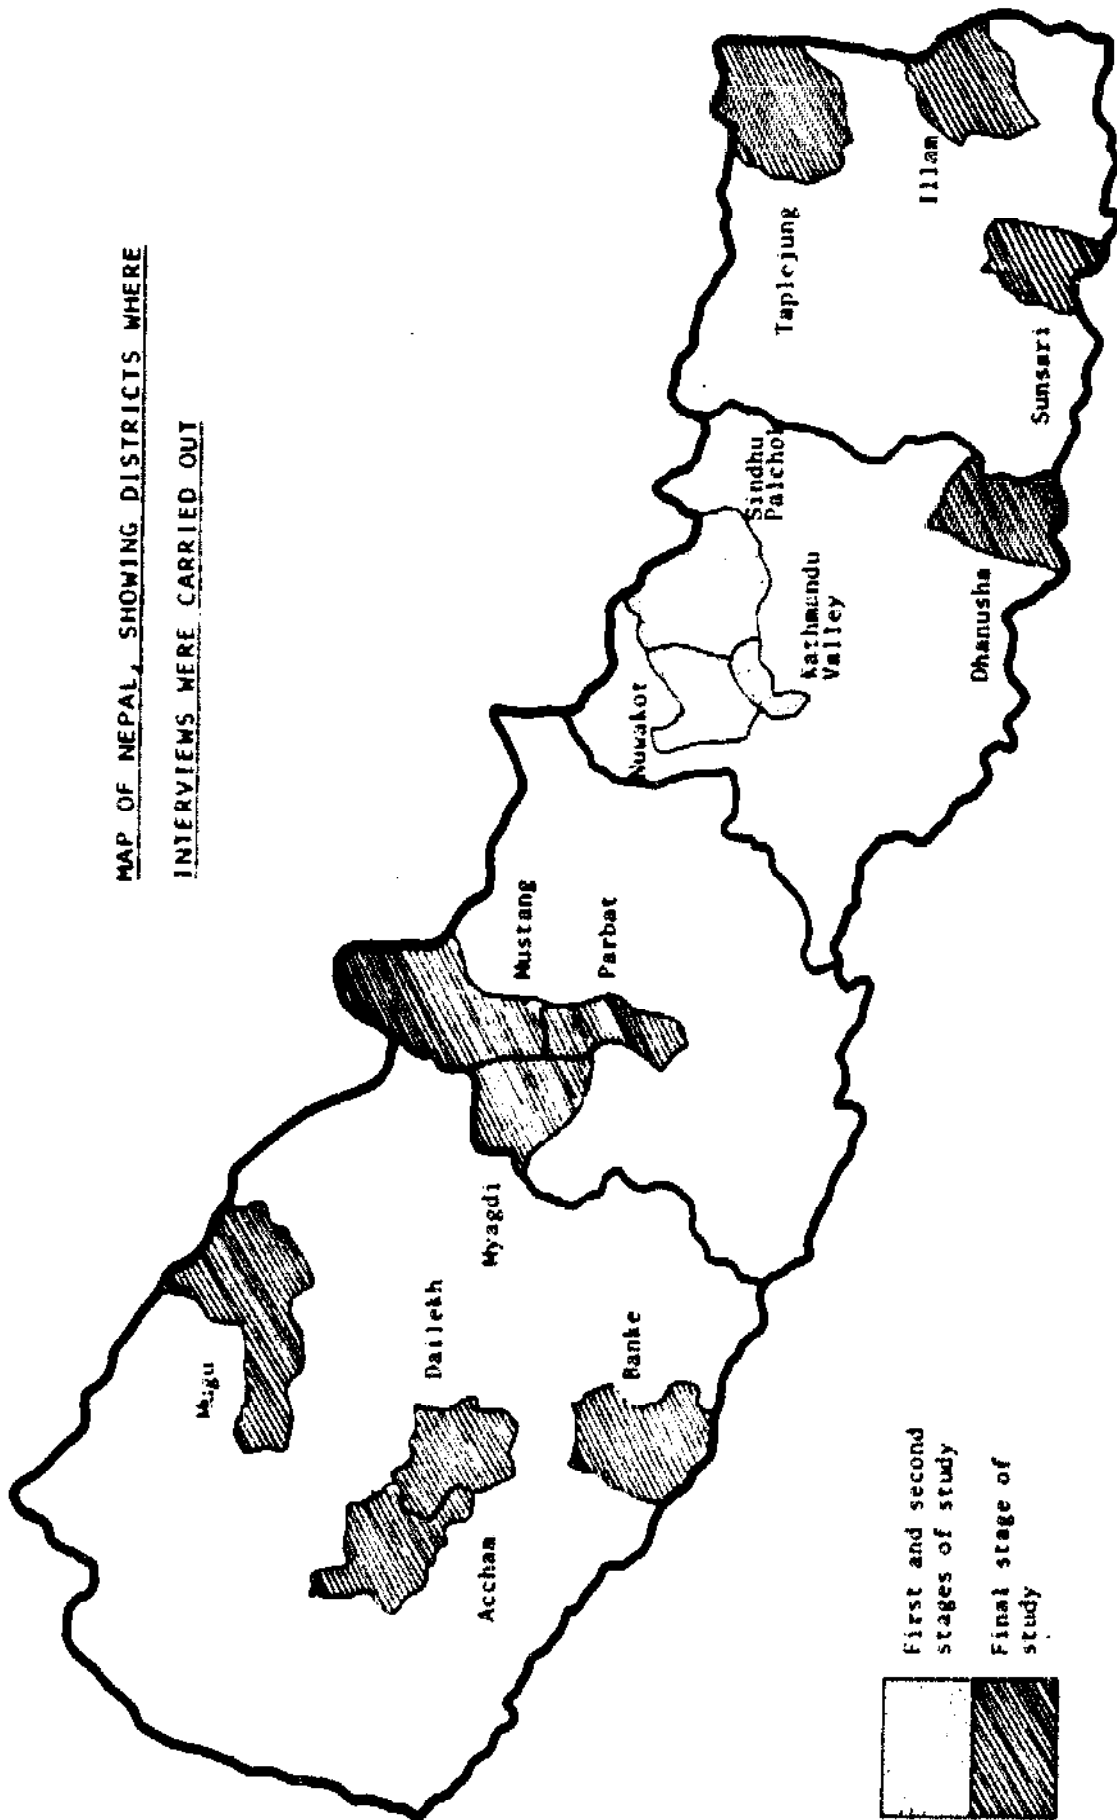 MAP OF NEPAL, SHOWING DISTRICTS WHERE
INTERVIEWS WERE CARRIED OUT
Mugu
Dailekh
Accham
Banke
Myagdi
Mustang
Parbat
Nuwakot
Sindhu
Palchok
Kathmandu
Valley
Dhanusha
Taplejung
Illam
Sunsari
First and second
stages of study
Final stage of
study